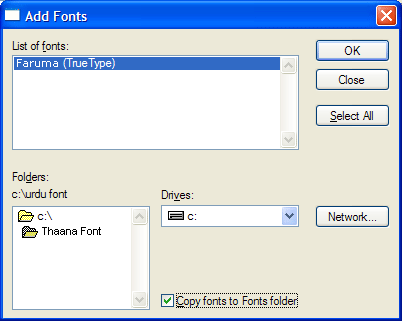 Add Fonts
List of fonts:
Faruma (TrueType)
OK
Close
Select All
Folders:
c:\urdu font
Drives:
c:\
Thaana Font
c:
Network...
Copy fonts to Fonts folder